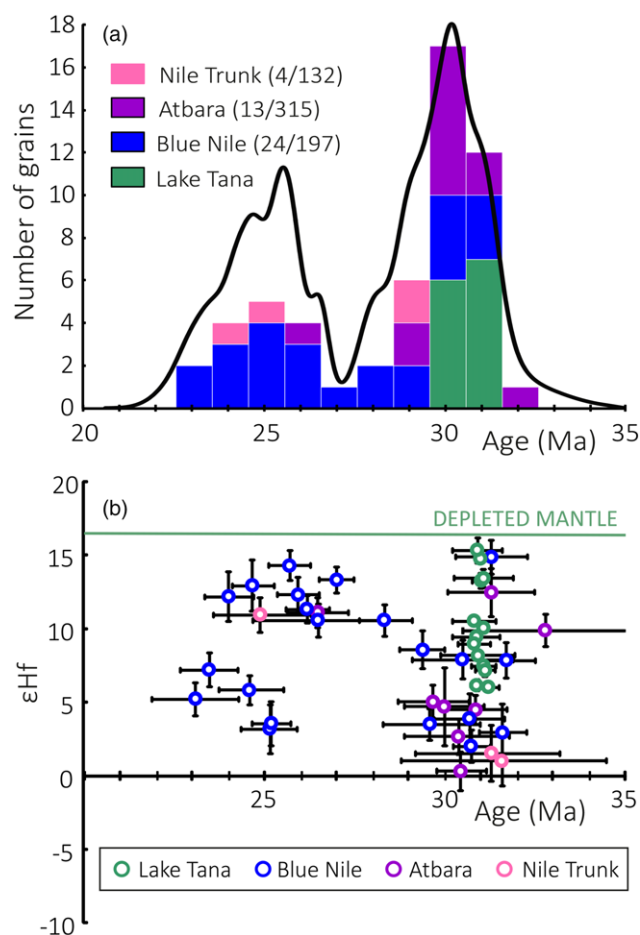 (a)
18
16
14
12
10
8
6
4
2
0
Number of grains
Nile Trunk (4/132)
Atbara (13/315)
Blue Nile (24/197)
Lake Tana
20
25
30
35
Age (Ma)
(b)
20
15
10
5
0
-5
-10
εHf
DEPLETED MANTLE
25
30
35
Age (Ma)
Lake Tana
Blue Nile
Atbara
Nile Trunk